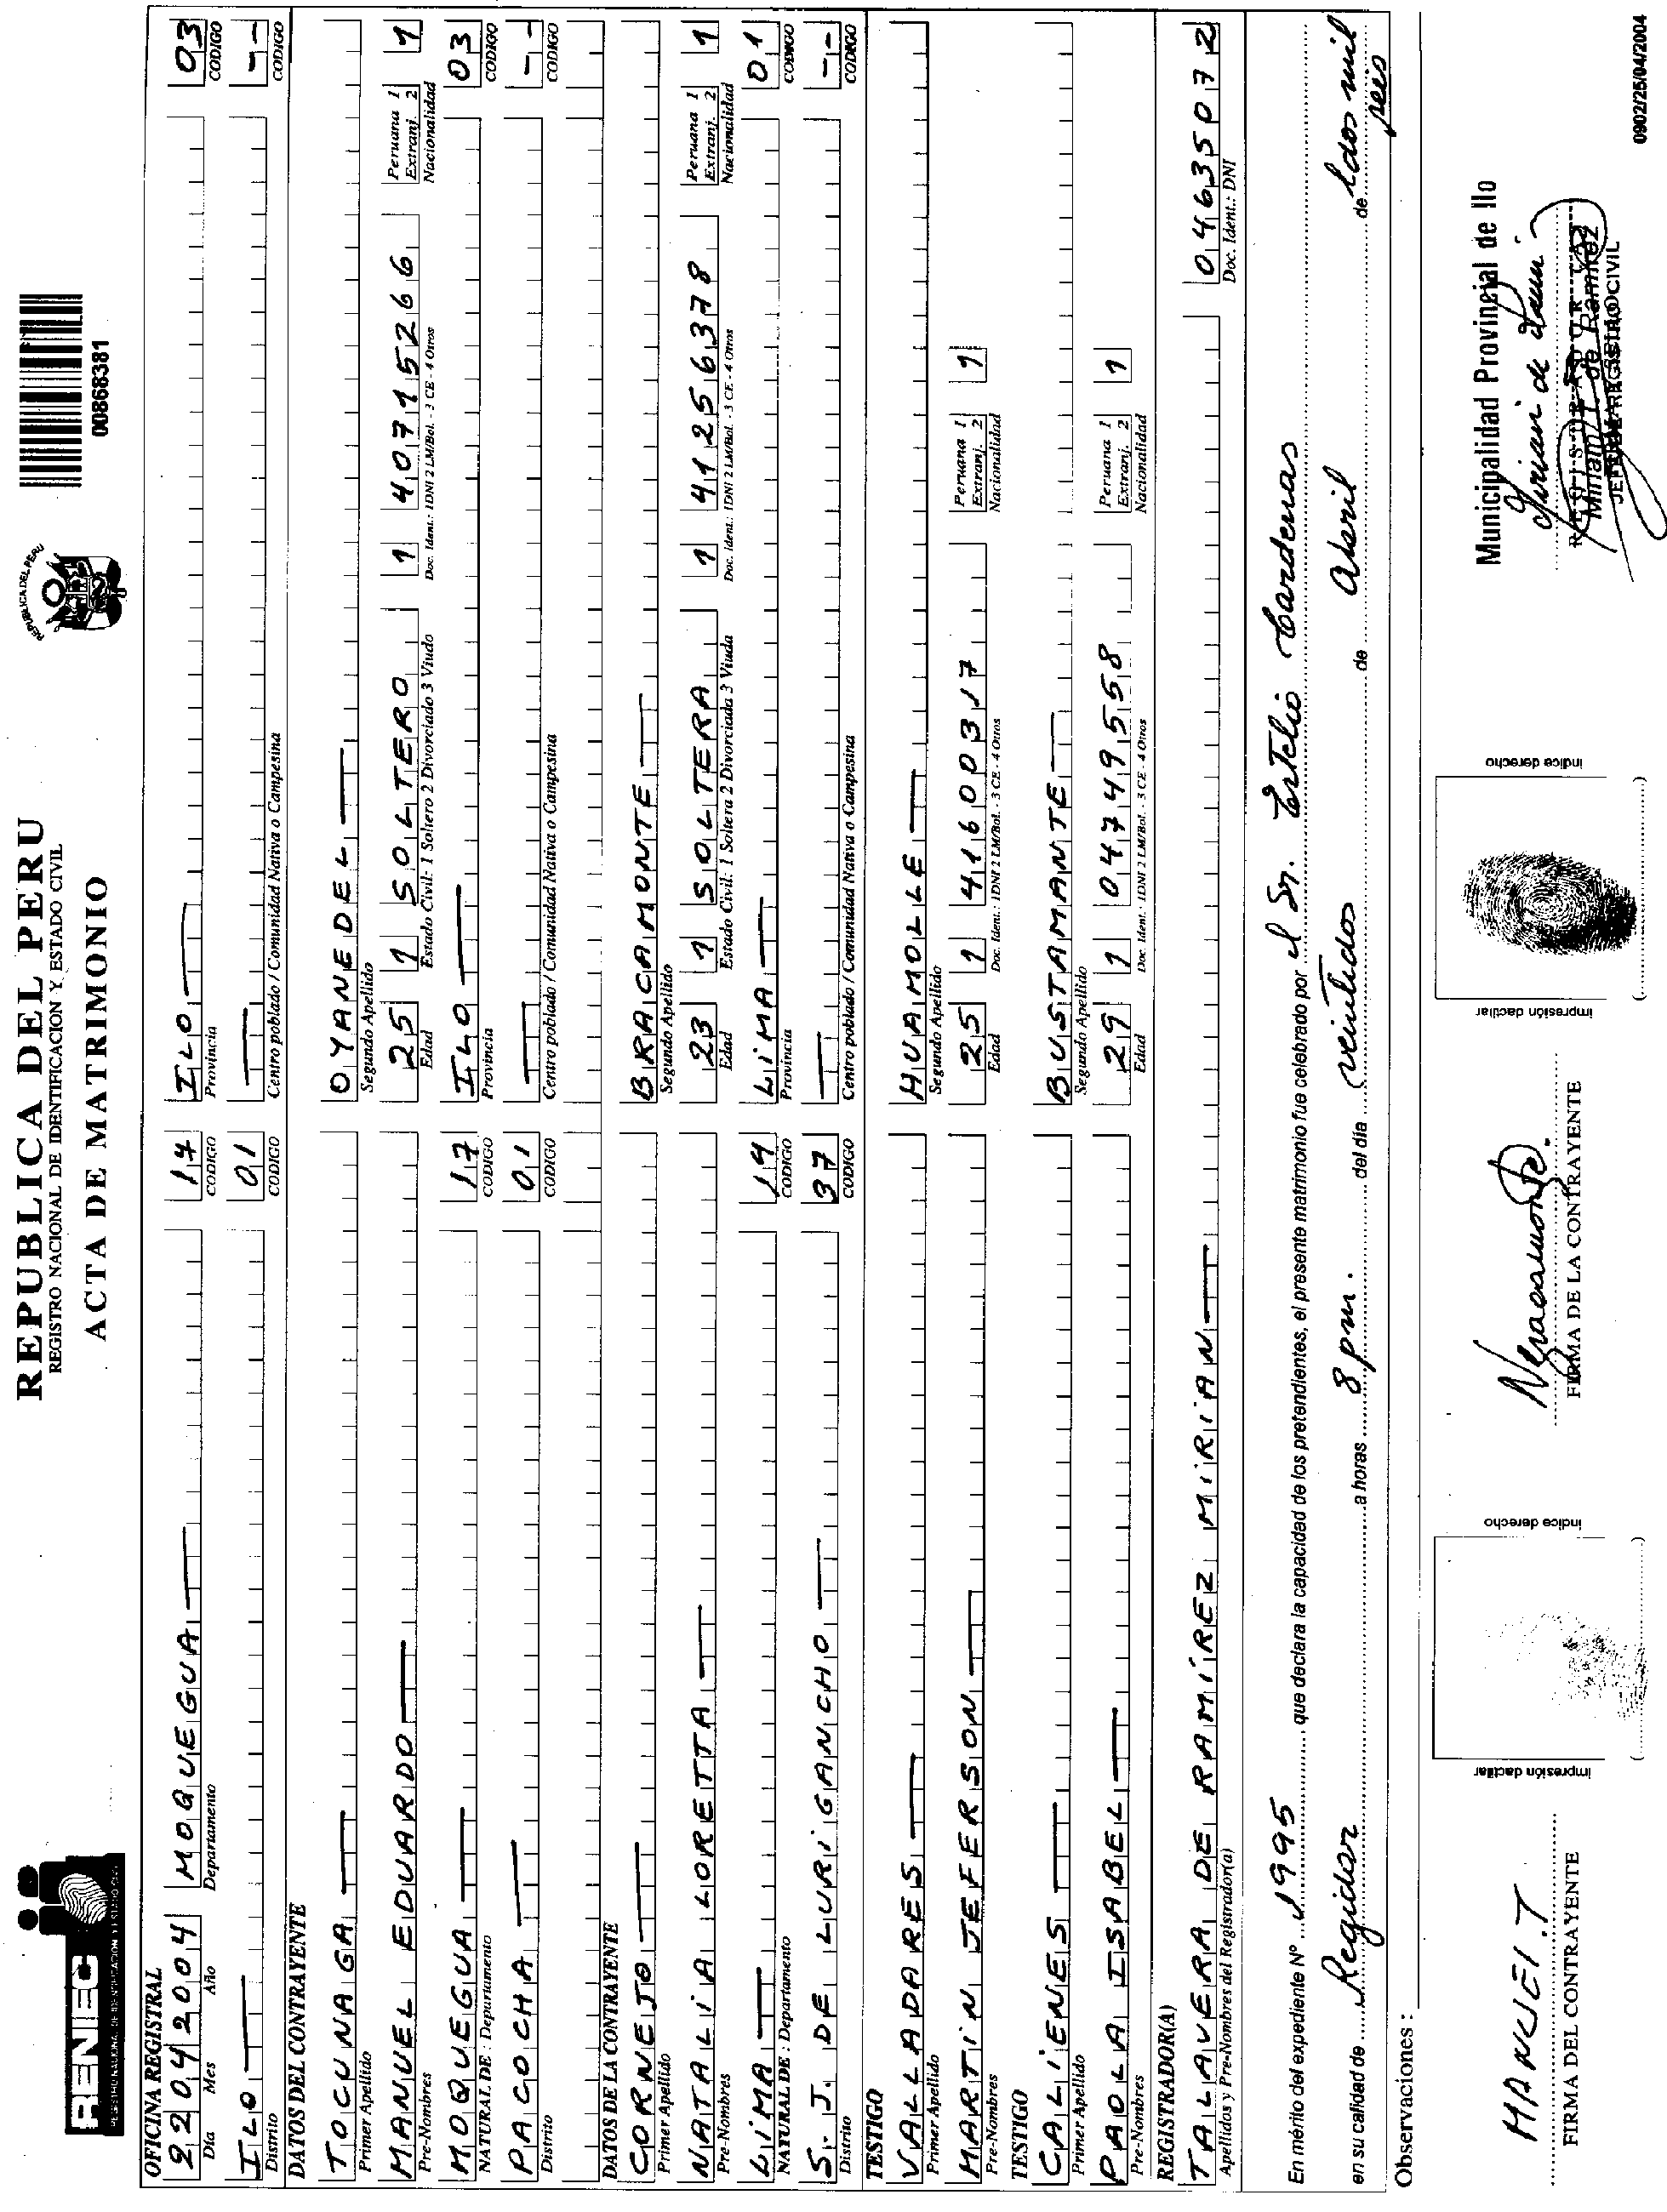 RENIEC
REGISTRO NACIONAL DE IDENTIFICACION Y ESTADO CIVIL
REPUBLICA DEL PERU
REGISTRO NACIONAL DE IDENTIFICACION Y ESTADO CIVIL
ACTA DE MATRIMONIO
REPUBLICA DEL PERU
00868381
OFICINA REGISTRAL
22 04 2004 MOQUEGUA 17 ILO 03
Día Mes Año Departamento CODIGO Provincia CODIGO
ILO 01 --
Distrito CODIGO Centro poblado / Comunidad Nativa o Campesina CODIGO
DATOS DEL CONTRAYENTE
TOCUNAGA OYANEDEL
Primer Apellido Segundo Apellido
MANUEL EDUARDO 25 1 SOLTERO 1 40715266 Peruana 1 Extranj. 2 1
Pre-Nombres Edad Estado Civil: 1 Soltero 2 Divorciado 3 Viudo Doc. Ident.: 1DNI 2 LM/Bol. - 3 CE - 4 Otros Nacionalidad
MOQUEGUA 17 ILO 03
NATURAL DE : Departamento CODIGO Provincia CODIGO
PACOCHA 01 --
Distrito CODIGO Centro poblado / Comunidad Nativa o Campesina CODIGO
DATOS DE LA CONTRAYENTE
CORNEJO BRACAMONTE
Primer Apellido Segundo Apellido
NATALIA LORETTA 23 1 SOLTERA 1 41256378 Peruana 1 Extranj. 2 1
Pre-Nombres Edad Estado Civil: 1 Soltera 2 Divorciada 3 Viuda Doc. Ident.: 1DNI 2 LM/Bol. - 3 CE - 4 Otros Nacionalidad
LIMA 14 LIMA 01
NATURAL DE : Departamento CODIGO Provincia CODIGO
S.J. DE LURIGANCHO 37 --
Distrito CODIGO Centro poblado / Comunidad Nativa o Campesina CODIGO
TESTIGO
VALLADARES HUAMOLLE
Primer Apellido Segundo Apellido
MARTIN JEFERSON 25 1 41600317 Peruana 1 Extranj. 2 1
Pre-Nombres Edad Doc. Ident.: 1DNI 2 LM/Bol. - 3 CE - 4 Otros Nacionalidad
TESTIGO
CALIENES BUSTAMANTE
Primer Apellido Segundo Apellido
PAOLA ISABEL 29 1 04749558 Peruana 1 Extranj. 2 1
Pre-Nombres Edad Doc. Ident.: 1DNI 2 LM/Bol. - 3 CE - 4 Otros Nacionalidad
REGISTRADOR(A)
TALAVERA DE RAMÍREZ MIRIAN 04635072
Apellidos y Pre-Nombres del Registrador(a) Doc. Ident.: DNI
En mérito del expediente Nº 1995 que declara la capacidad de los pretendientes, el presente matrimonio fue celebrado por el Sr. Ertelio Cardenas
en su calidad de Regidor a horas 8 pm. del día veintidos de Abril de dos mil seis
Observaciones :
MANUEL T
FIRMA DEL CONTRAYENTE
impresión dactilar
indice derecho
Nbracamonte.
FIRMA DE LA CONTRAYENTE
impresión dactilar
indice derecho
Municipalidad Provincial de Ilo
REGISTRADOR
Miriam T. de Ramirez
0902/25/04/2004